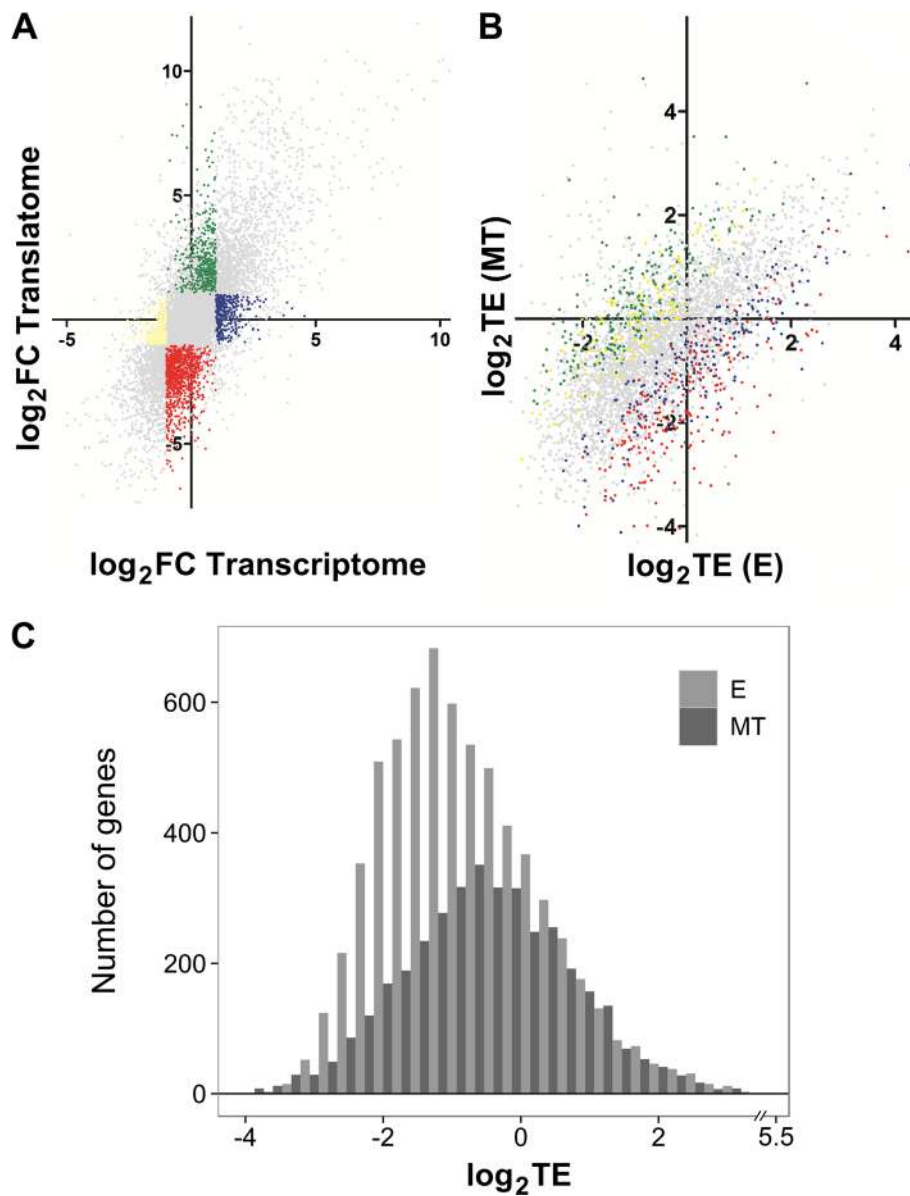 A
10
5
-5
5
10
-5
log2FC Translatome
log2FC Transcriptome
B
4
2
-2
2
4
-2
-4
log2TE (MT)
log2TE (E)
C
600
400
200
0
-4
-2
0
2
5.5
Number of genes
log2TE
E
MT